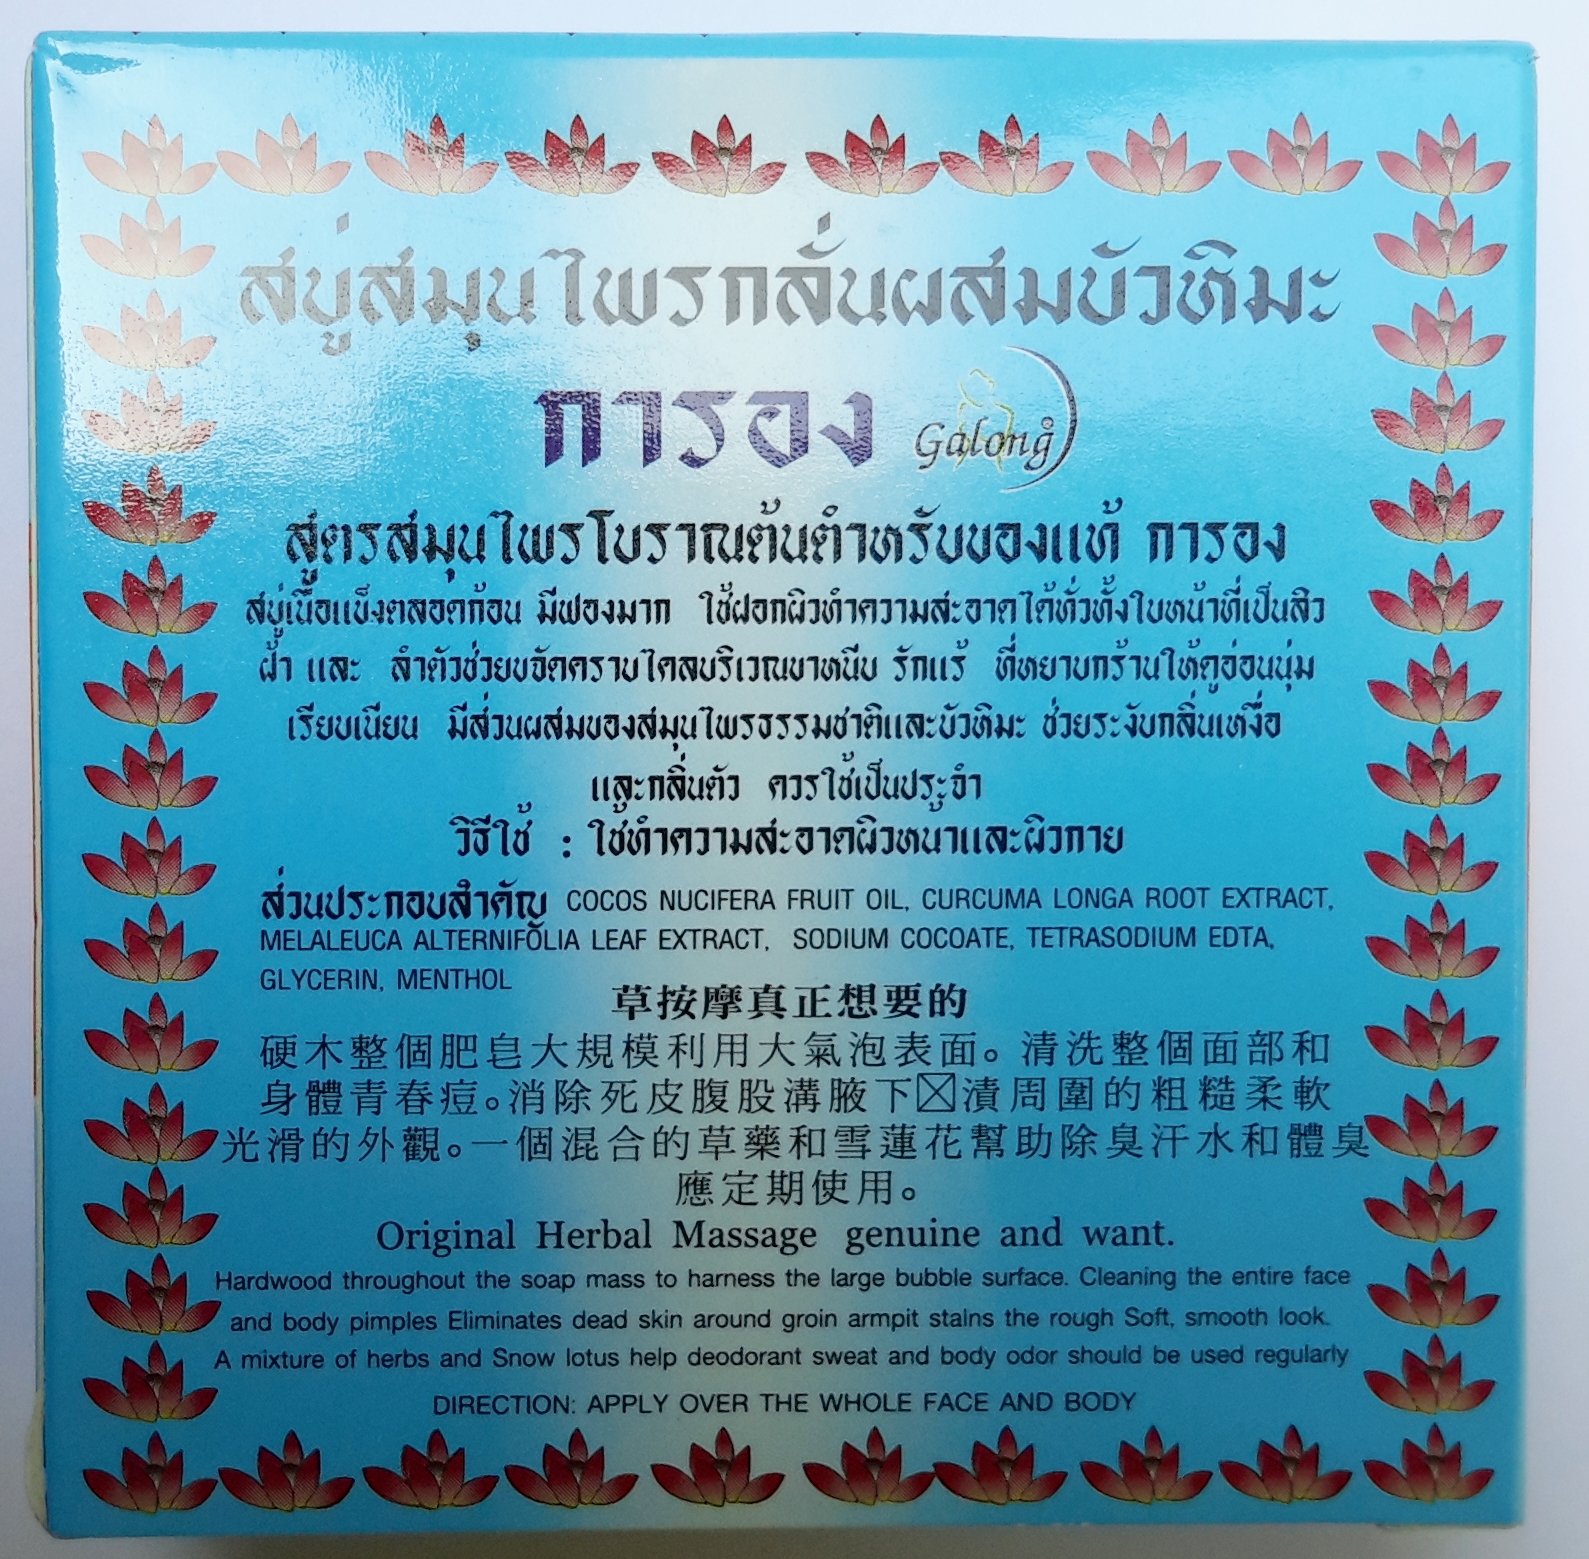 สบู่สมุนไพรกลั่นผสมบัวหิมะ
การอง Galong
สูตรสมุนไพรโบราณต้นตำหรับของแท้ การอง
สบู่เนื้อแข็งตลอดก้อน มีฟองมาก ใช้ฝอกผิวทำความสะอาดได้ทั่วทั้งใบหน้าที่เป็นสิว
ฝ้า และ ลำตัวช่วยขจัดคราบไคลบริเวณขาหนีบ รักแร้ ที่หยาบกร้านให้ดูอ่อนนุ่ม
เรียบเนียน มีส่วนผสมของสมุนไพรธรรมชาติและบัวหิมะ ช่วยระงับกลิ่นเหงื่อ
และกลิ่นตัว ควรใช้เป็นประจำ
วิธีใช้ : ใช้ทำความสะอาดผิวหน้าและผิวกาย
ส่วนประกอบสำคัญ COCOS NUCIFERA FRUIT OIL, CURCUMA LONGA ROOT EXTRACT,
MELALEUCA ALTERNIFOLIA LEAF EXTRACT, SODIUM COCOATE, TETRASODIUM EDTA,
GLYCERIN, MENTHOL
草按摩真正想要的
硬木整個肥皂大規模利用大氣泡表面。清洗整個面部和
身體青春痘。消除死皮腹股溝腋下☒漬周圍的粗糙柔軟
光滑的外觀。一個混合的草藥和雪蓮花幫助除臭汗水和體臭
應定期使用。
Original Herbal Massage genuine and want.
Hardwood throughout the soap mass to harness the large bubble surface. Cleaning the entire face
and body pimples Eliminates dead skin around groin armpit stains the rough Soft, smooth look.
A mixture of herbs and Snow lotus help deodorant sweat and body odor should be used regularly
DIRECTION: APPLY OVER THE WHOLE FACE AND BODY